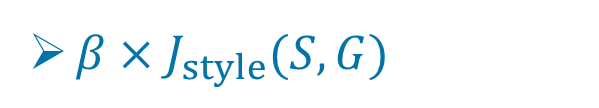 ➢ β × J_style(S, G)